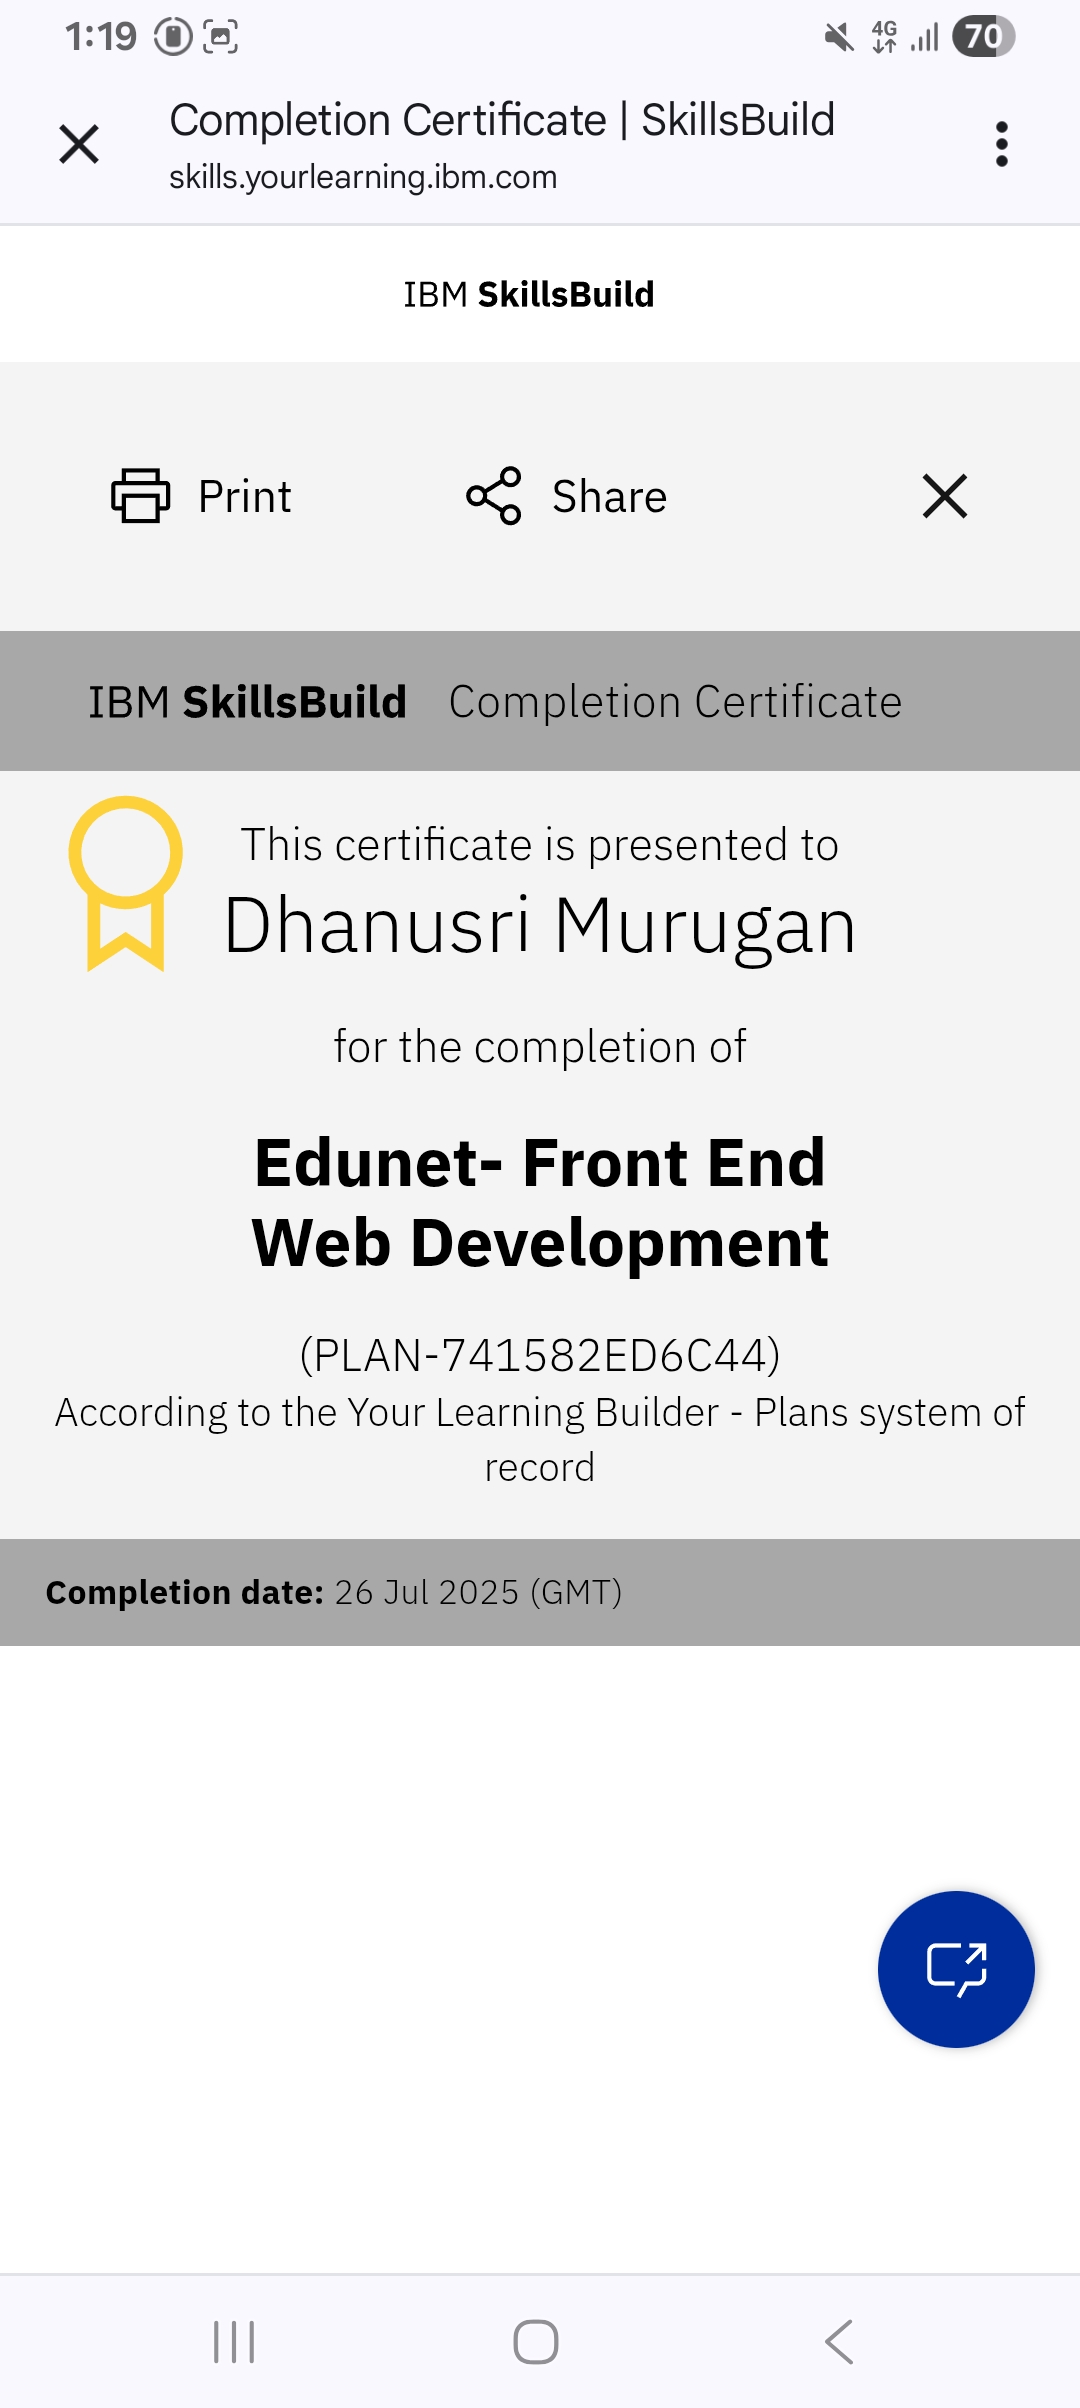 1:19
4G
70
Completion Certificate | SkillsBuild
skills.yourlearning.ibm.com
IBM SkillsBuild
Print
Share
IBM SkillsBuild Completion Certificate
This certificate is presented to
Dhanusri Murugan
for the completion of
Edunet- Front End
Web Development
(PLAN-741582ED6C44)
According to the Your Learning Builder - Plans system of
record
Completion date: 26 Jul 2025 (GMT)